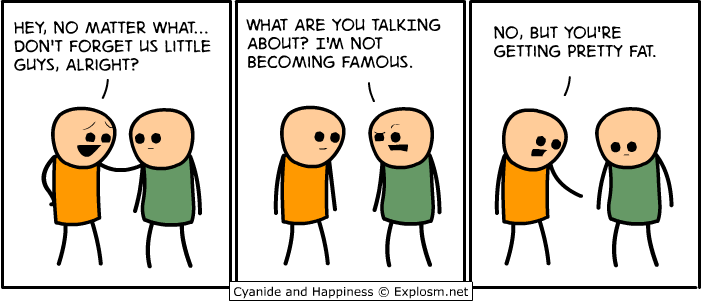 HEY, NO MATTER WHAT...
DON'T FORGET US LITTLE
GUYS, ALRIGHT?
WHAT ARE YOU TALKING
ABOUT? I'M NOT
BECOMING FAMOUS.
NO, BUT YOU'RE
GETTING PRETTY FAT.
Cyanide and Happiness © Explosm.net